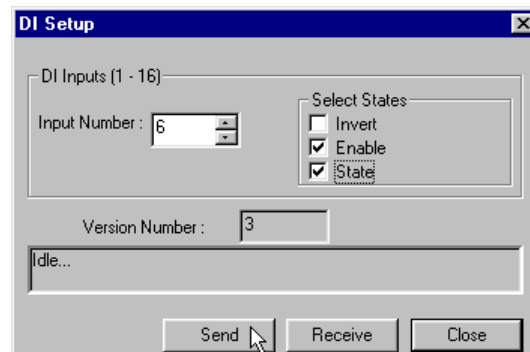 DI Setup
DI Inputs (1 - 16)
Input Number : 6
Select States
Invert
Enable
State
Version Number : 3
Idle...
Send Receive Close